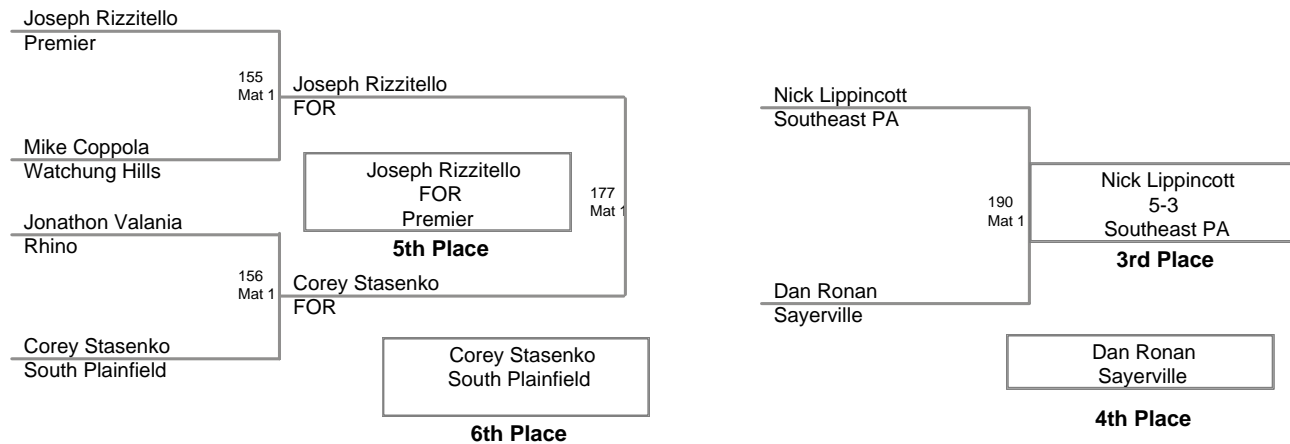 Joseph Rizzitello
Premier
155
Mat 1
Joseph Rizzitello
FOR
Mike Coppola
Watchung Hills
Joseph Rizzitello
FOR
Premier
5th Place
177
Mat 1
Jonathon Valania
Rhino
156
Mat 1
Corey Stasenko
FOR
Corey Stasenko
South Plainfield
Corey Stasenko
South Plainfield
6th Place
Nick Lippincott
Southeast PA
190
Mat 1
Nick Lippincott
5-3
Southeast PA
3rd Place
Dan Ronan
Sayerville
Dan Ronan
Sayerville
4th Place